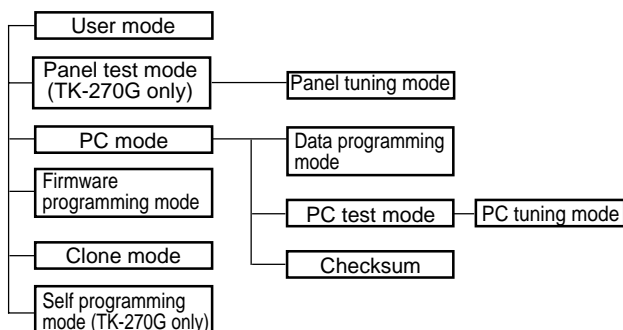 User mode
Panel test mode
(TK-270G only)
Panel tuning mode
PC mode
Data programming
mode
Firmware
programming mode
PC test mode
PC tuning mode
Clone mode
Checksum
Self programming
mode (TK-270G only)